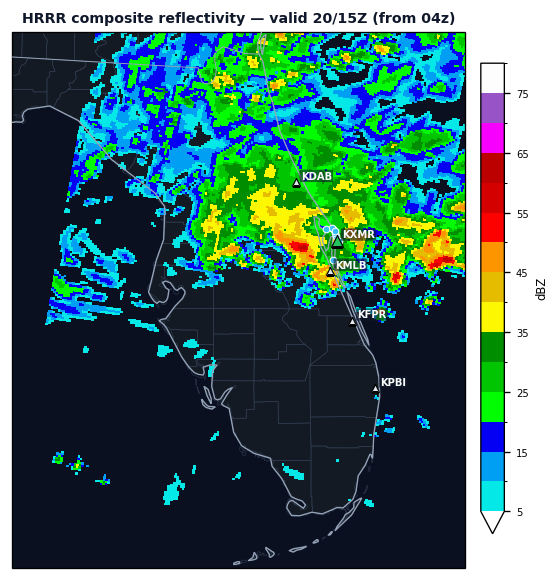 HRRR composite reflectivity — valid 20/15Z (from 04z)
KDAB
KXMR
KMLB
KFPR
KPBI
75
65
55
45
35
25
15
5
dBZ